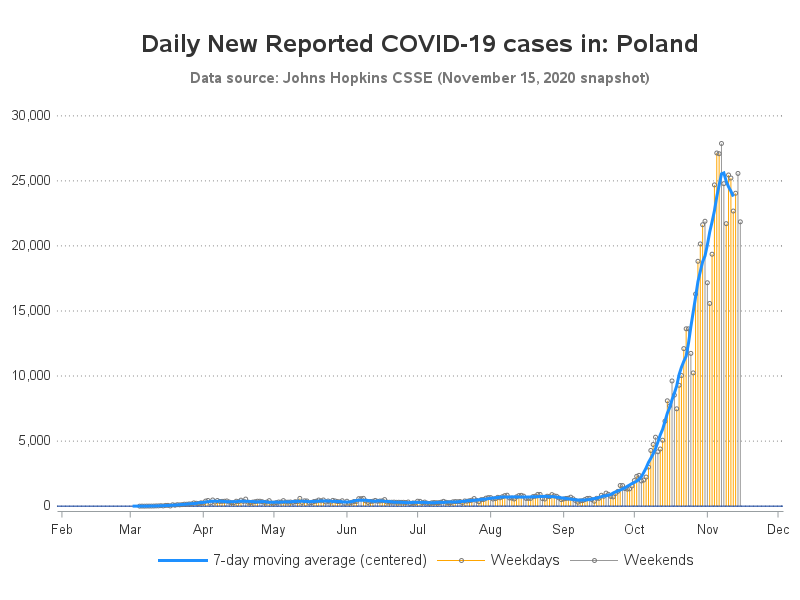 Daily New Reported COVID-19 cases in: Poland
Data source: Johns Hopkins CSSE (November 15, 2020 snapshot)
30,000
25,000
20,000
15,000
10,000
5,000
0
Feb Mar Apr May Jun Jul Aug Sep Oct Nov Dec
7-day moving average (centered) Weekdays Weekends